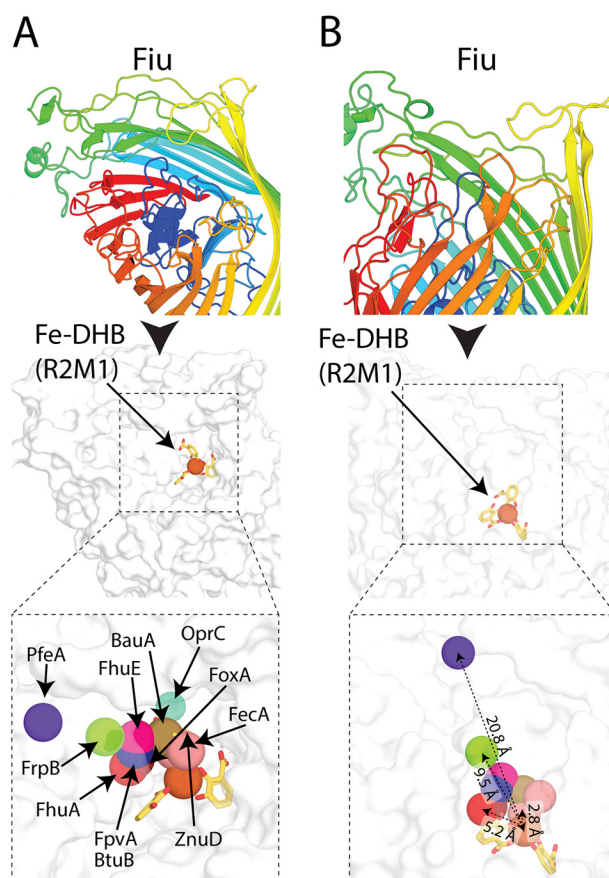 A
Fiu
Fe-DHB
(R2M1)
PfeA
BauA
OprC
FhuE
FoxA
FecA
FrpB
FhuA
FpvA
BtuB
ZnuD
B
Fiu
Fe-DHB
(R2M1)
20.8 Å
9.5 Å
5.2 Å
2.8 Å